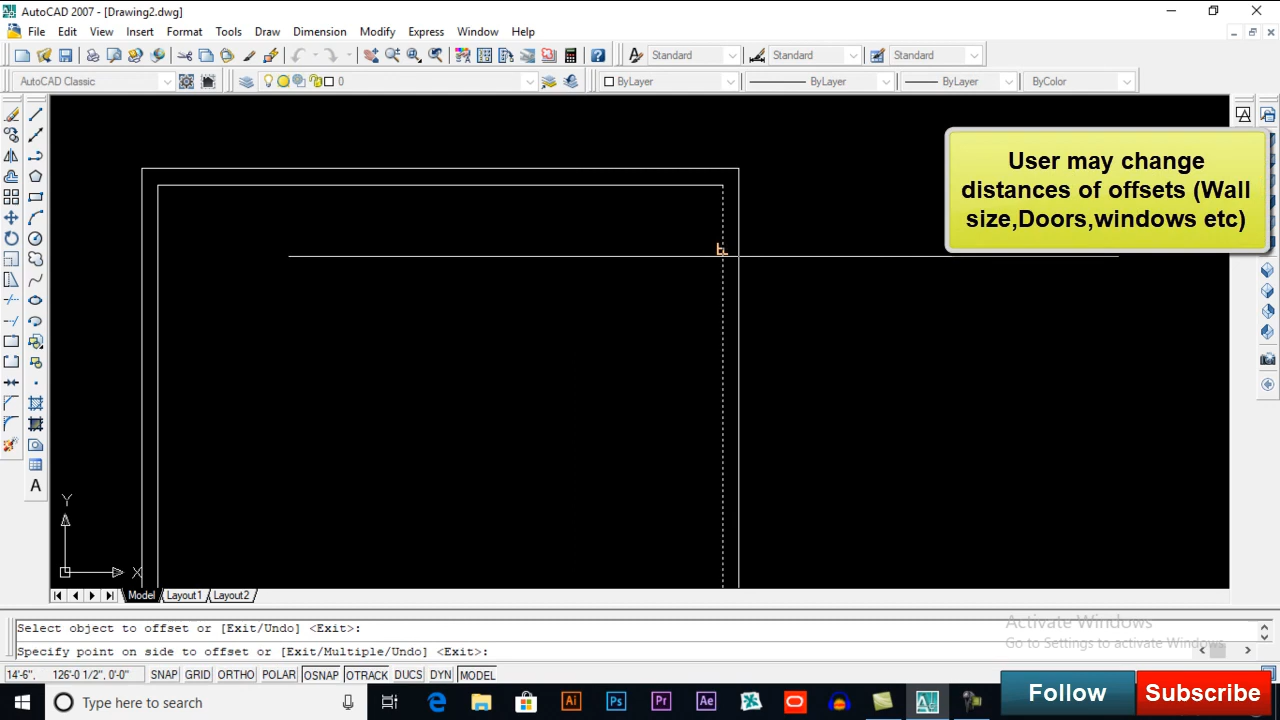 AutoCAD 2007 - [Drawing2.dwg]
File Edit View Insert Format Tools Draw Dimension Modify Express Window Help
Standard Standard Standard
AutoCAD Classic 0 ByLayer ByLayer ByLayer ByColor
User may change
distances of offsets (Wall
size,Doors,windows etc)
A
Y
X
Model Layout1 Layout2
Select object to offset or [Exit/Undo] <Exit>:
Activate Windows
Specify point on side to offset or [Exit/Multiple/Undo] <Exit>:
Go to Settings to activate Windows.
14'-6", 126'-0 1/2", 0'-0" SNAP GRID ORTHO POLAR OSNAP OTRACK DUCS DYN MODEL
Type here to search
Ai Ps Pr Ae
Follow Subscribe